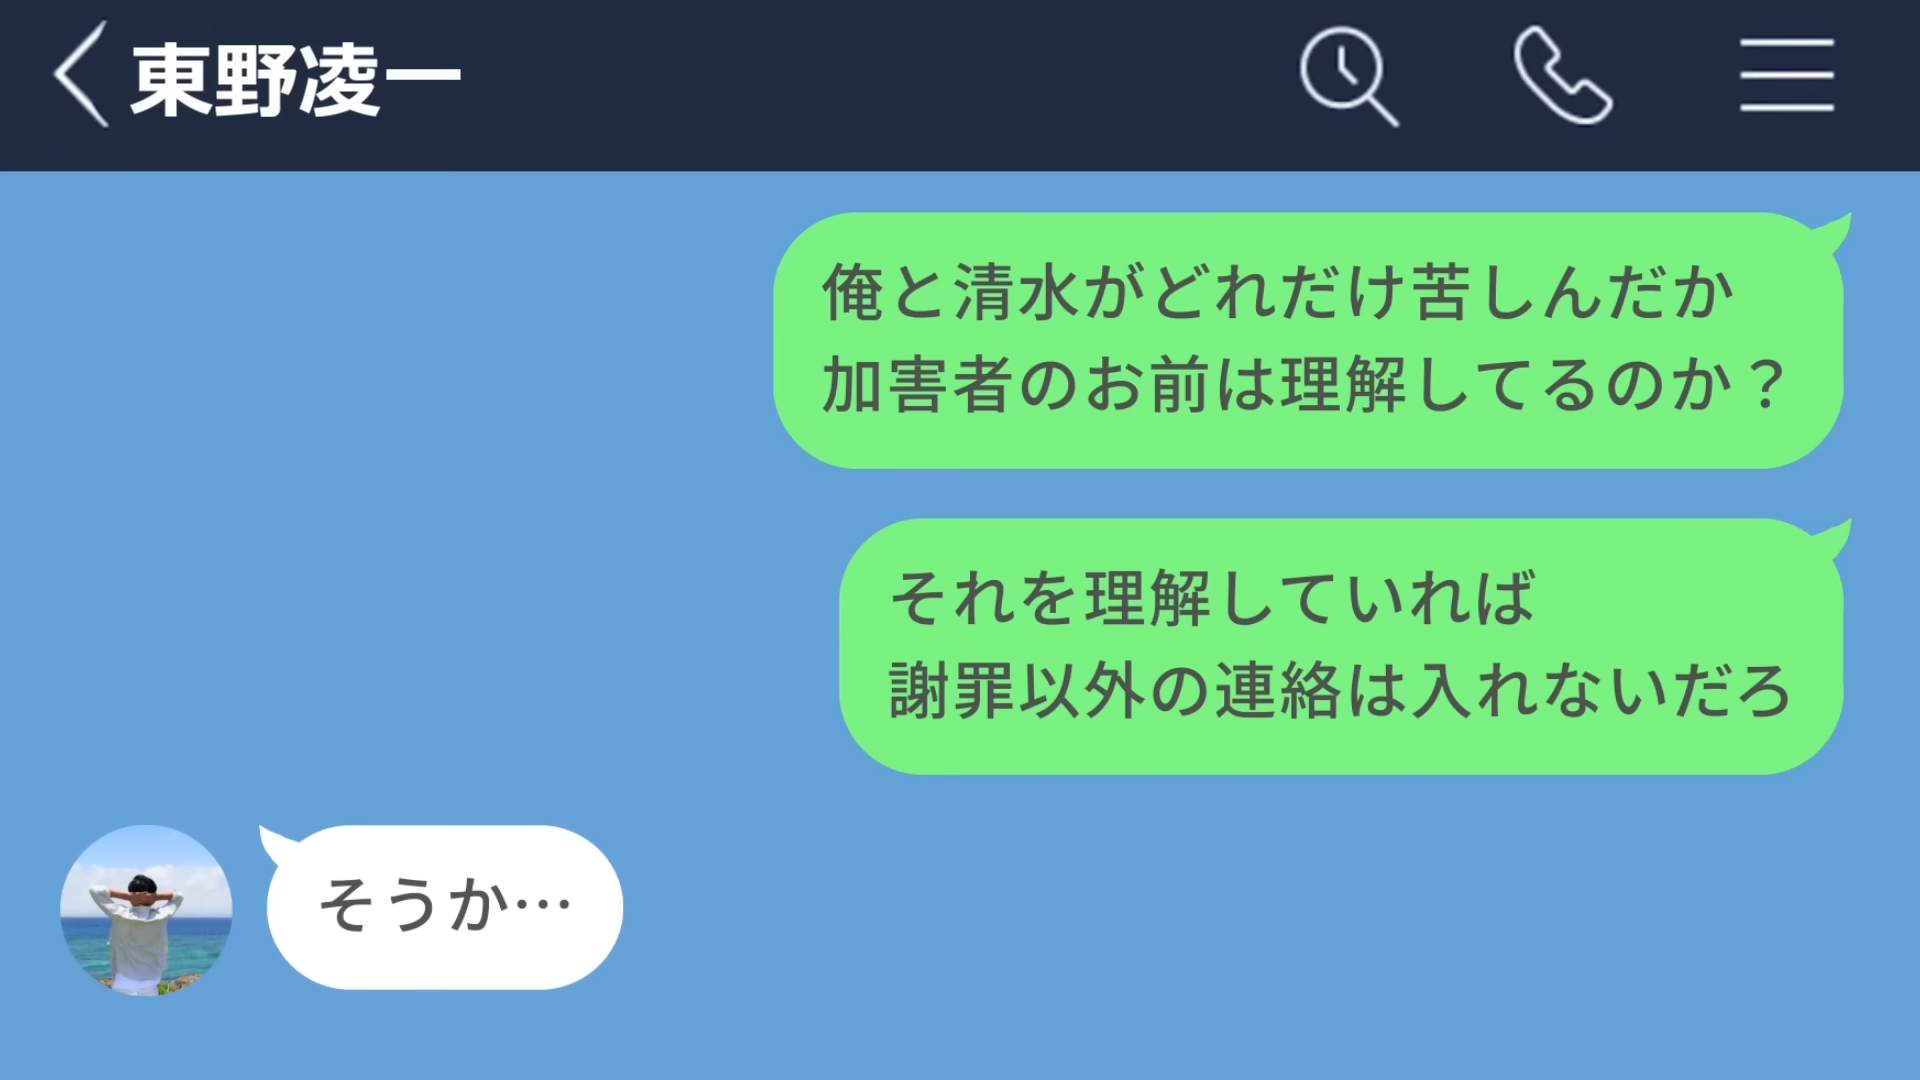 東野凌一
俺と清水がどれだけ苦しんだか
加害者のお前は理解してるのか？
それを理解していれば
謝罪以外の連絡は入れないだろ
そうか…